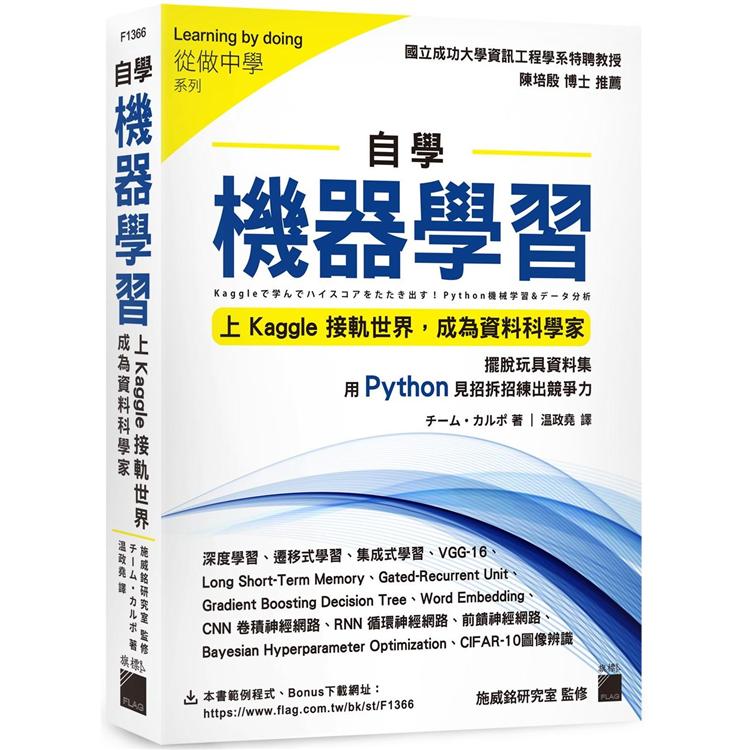 F1366
自學
機器學習
上 Kaggle 接軌世界
成為資料科學家
施威銘研究室 監修
チーム・カルポ 著
温政堯 譯
旗標
FLAG
Learning by doing
從做中學
系列
國立成功大學資訊工程學系特聘教授
陳培殷 博士 推薦
自學
機器學習
Kaggleで学んでハイスコアをたたき出す！Python機械学習&データ分析
上 Kaggle 接軌世界，成為資料科學家
擺脫玩具資料集
用 Python 見招拆招練出競爭力
チーム・カルポ 著 | 温政堯 譯
深度學習、遷移式學習、集成式學習、VGG-16、
Long Short-Term Memory、Gated-Recurrent Unit、
Gradient Boosting Decision Tree、Word Embedding、
CNN 卷積神經網路、RNN 循環神經網路、前饋神經網路、
Bayesian Hyperparameter Optimization、CIFAR-10圖像辨識
本書範例程式、Bonus下載網址：
https://www.flag.com.tw/bk/st/F1366
施威銘研究室 監修
旗標
FLAG